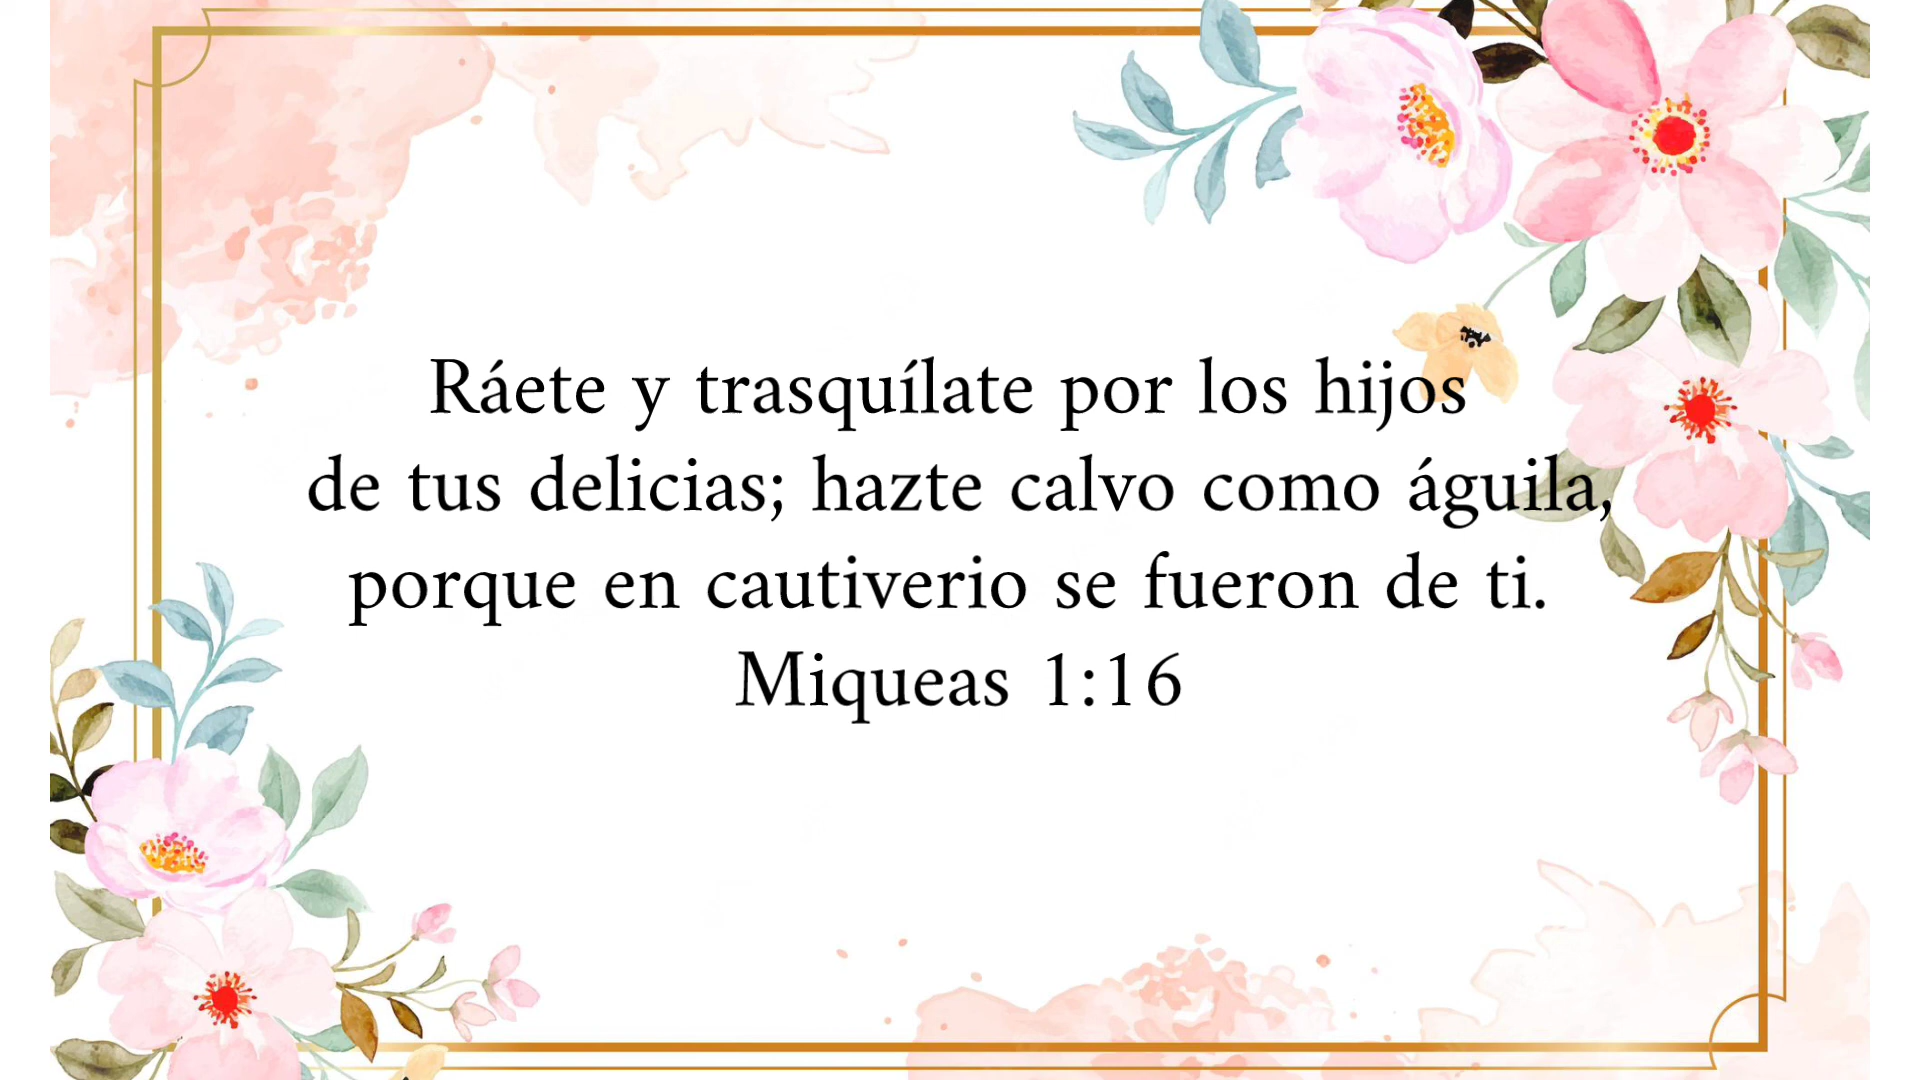 Ráete y trasquílate por los hijos
de tus delicias; hazte calvo como águila,
porque en cautiverio se fueron de ti.
Miqueas 1:16